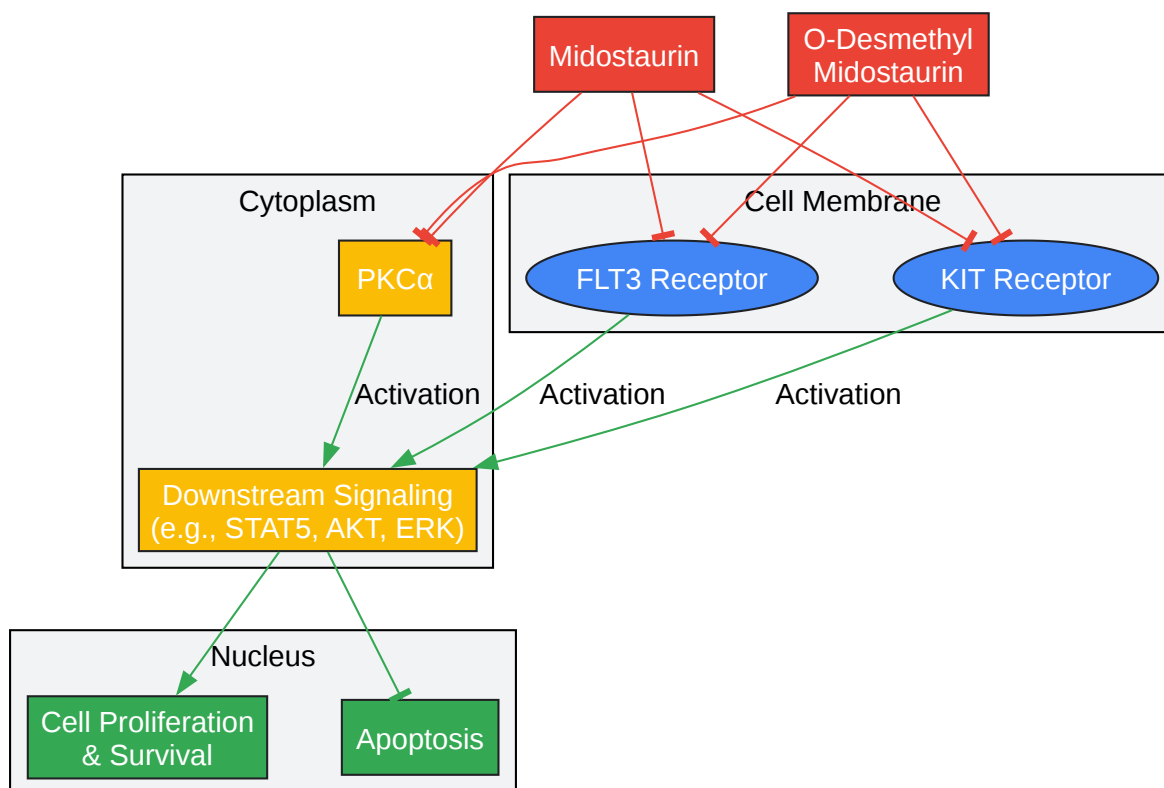 Midostaurin
O-Desmethyl
Midostaurin
Cytoplasm
Cell Membrane
PKCα
FLT3 Receptor
KIT Receptor
Activation
Activation
Activation
Downstream Signaling
(e.g., STAT5, AKT, ERK)
Nucleus
Cell Proliferation
& Survival
Apoptosis